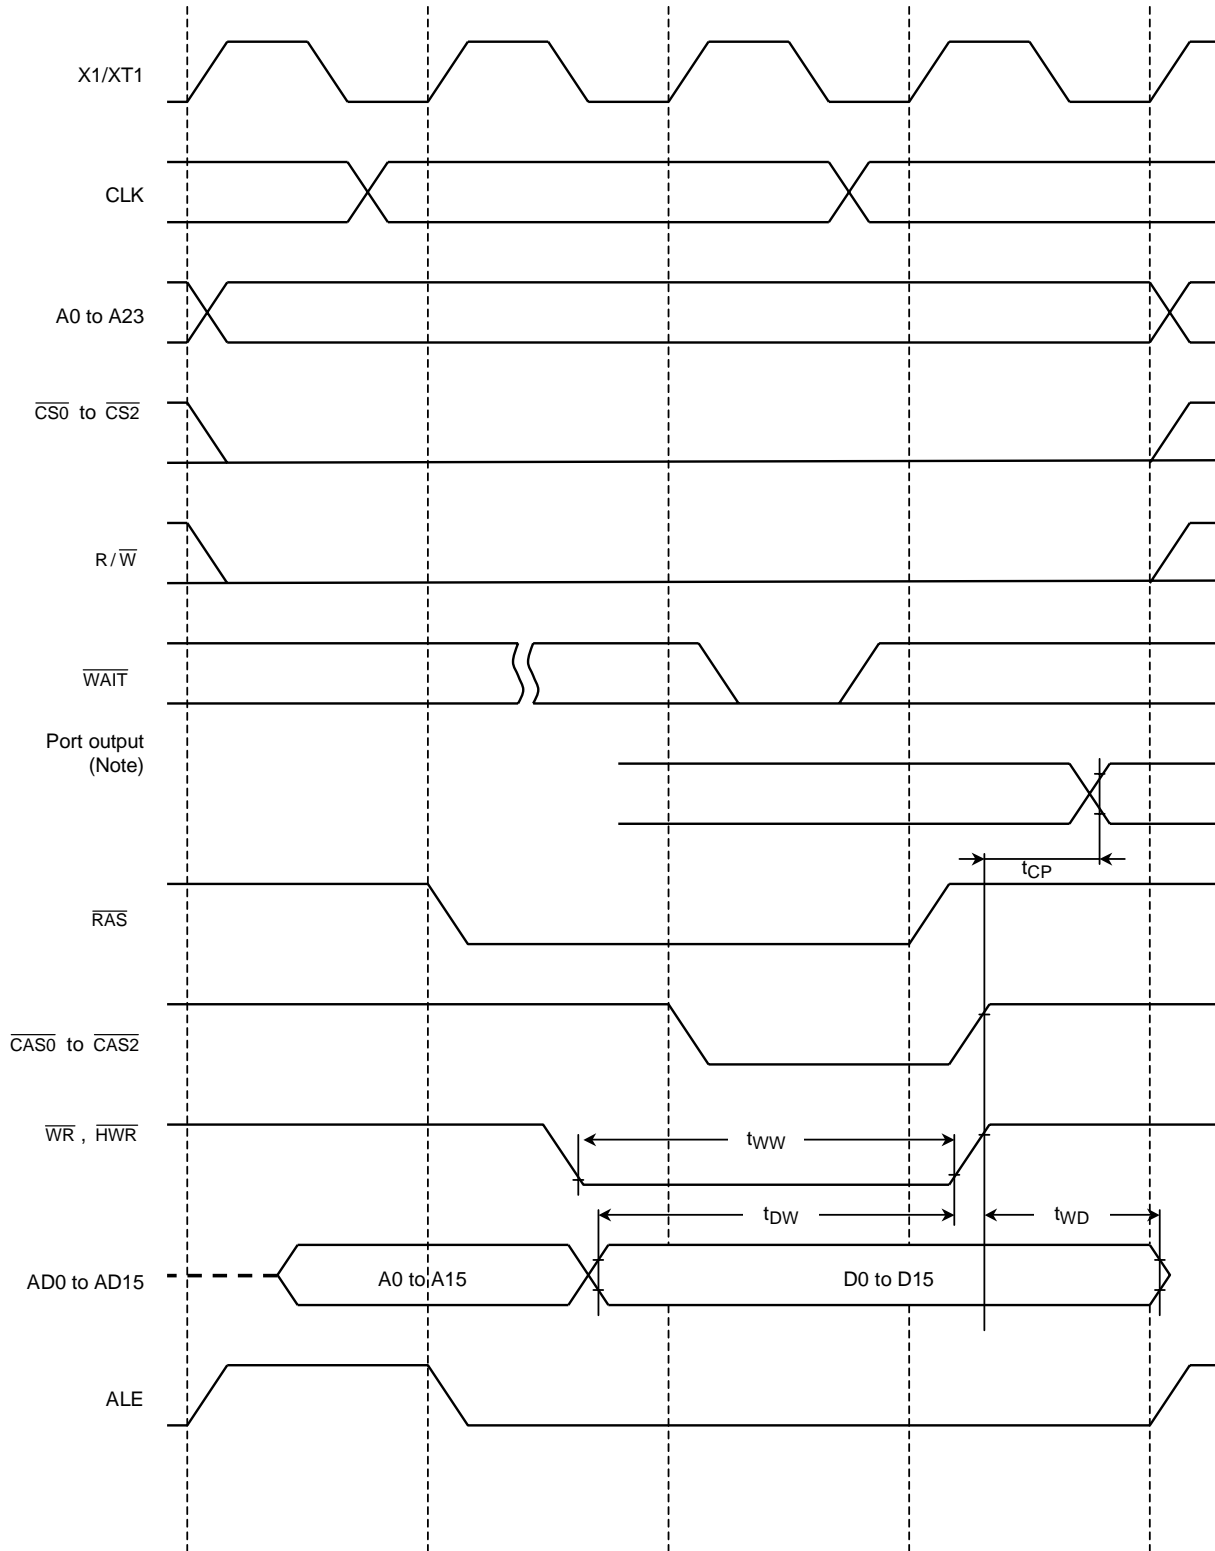 X1/XT1
CLK
A0 to A23
CS0 to CS2
R/W
WAIT
Port output
(Note)
tCP
RAS
CAS0 to CAS2
WR , HWR
tWW
tDW
tWD
AD0 to AD15
A0 to A15
D0 to D15
ALE